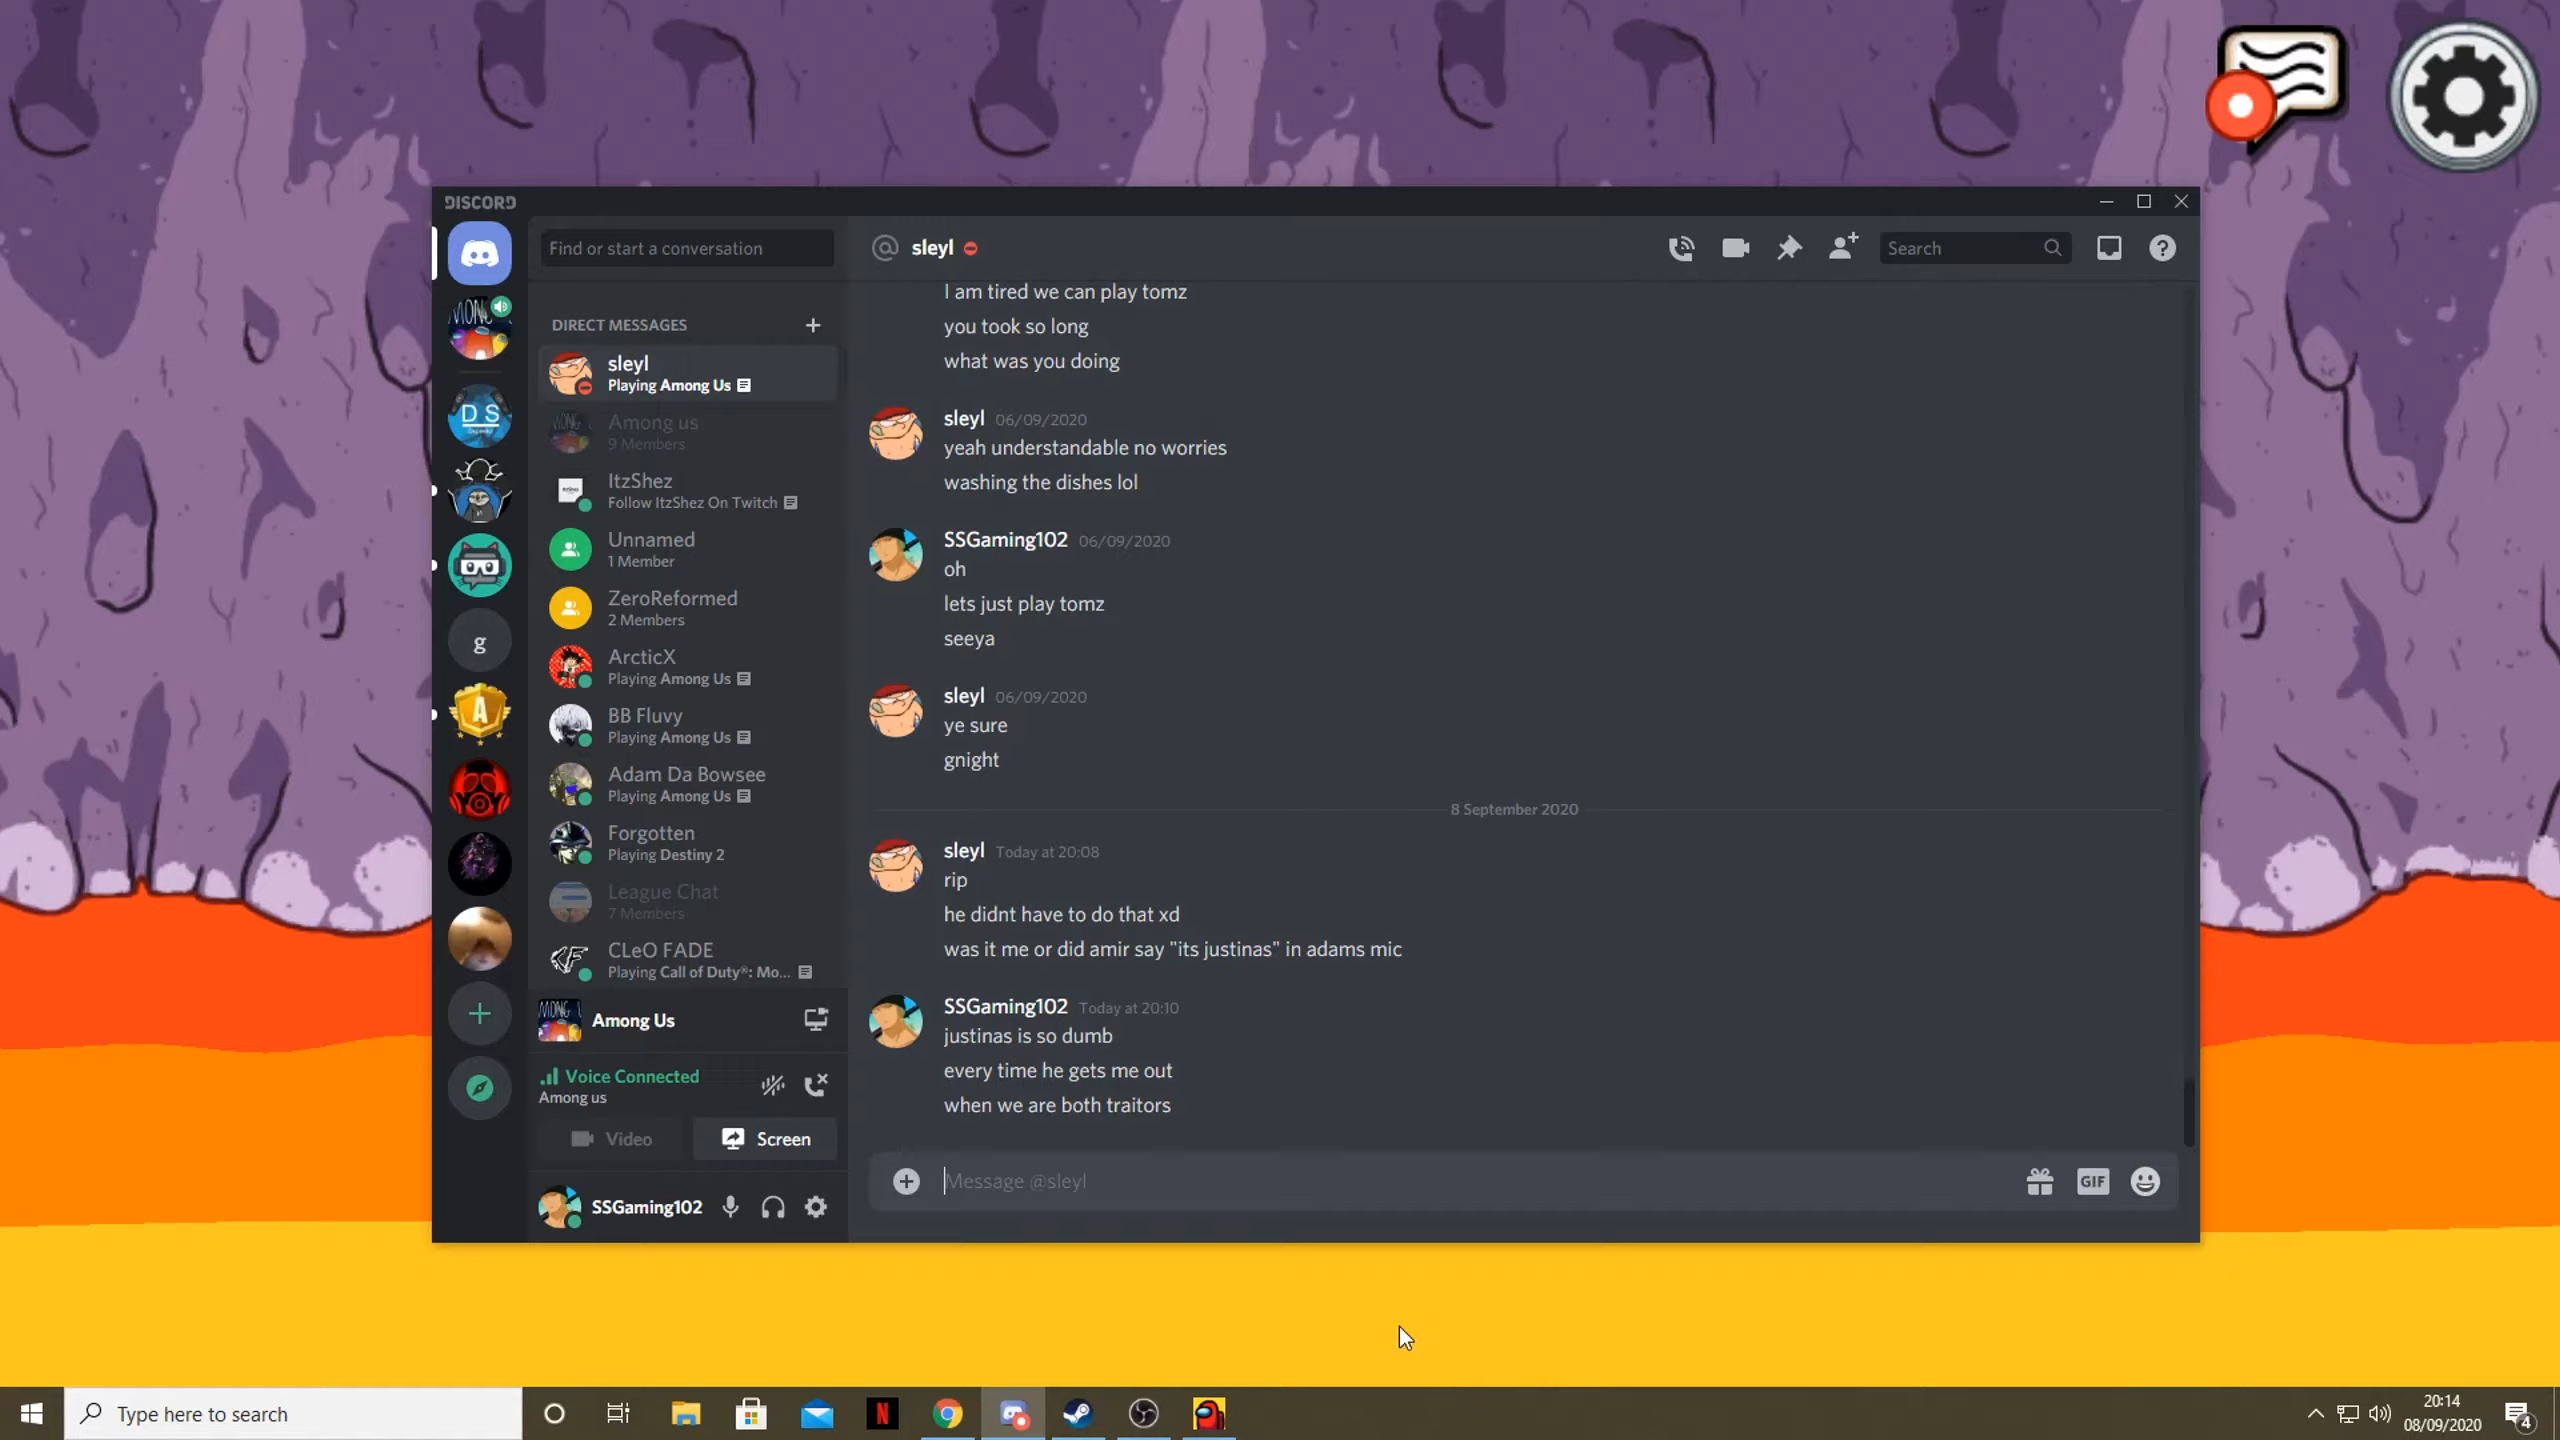 DISCORD
Find or start a conversation
sleyl
Search
DIRECT MESSAGES
sleyl
Playing Among Us
Among us
9 Members
ItzShez
Follow ItzShez On Twitch
Unnamed
1 Member
ZeroReformed
2 Members
ArcticX
Playing Among Us
BB Fluvy
Playing Among Us
Adam Da Bowsee
Playing Among Us
Forgotten
Playing Destiny 2
League Chat
7 Members
CLeO FADE
Playing Call of Duty®: Mo...
DS
g
A
Among Us
Voice Connected
Among us
Video
Screen
SSGaming102
I am tired we can play tomz
you took so long
what was you doing
sleyl 06/09/2020
yeah understandable no worries
washing the dishes lol
SSGaming102 06/09/2020
oh
lets just play tomz
seeya
sleyl 06/09/2020
ye sure
gnight
8 September 2020
sleyl Today at 20:08
rip
he didnt have to do that xd
was it me or did amir say "its justinas" in adams mic
SSGaming102 Today at 20:10
justinas is so dumb
every time he gets me out
when we are both traitors
Message @sleyl
GIF
Type here to search
N
20:14
08/09/2020
4